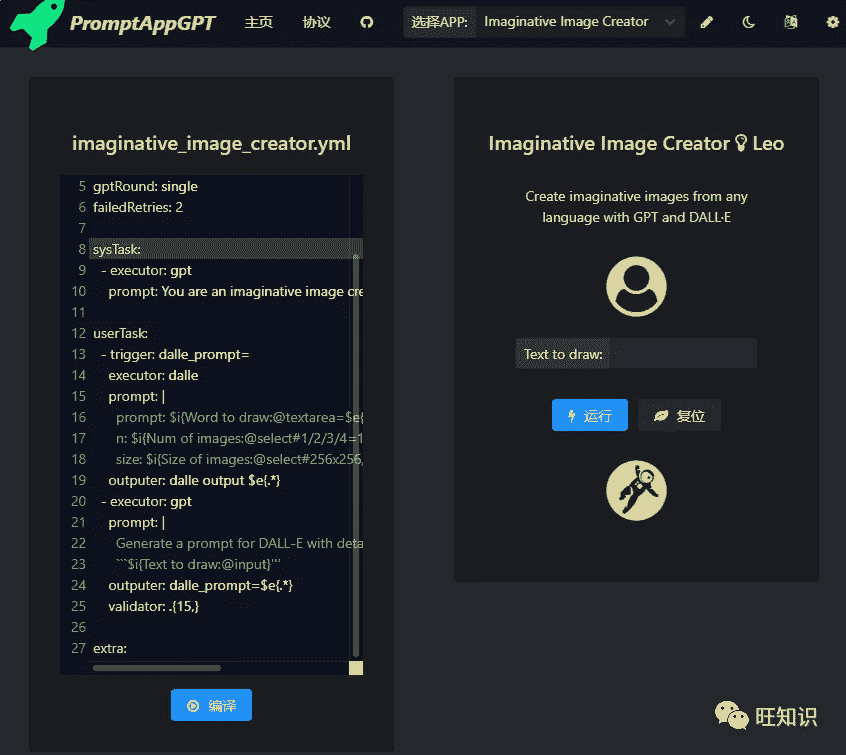 PromptAppGPT 主页 协议 选择APP: Imaginative Image Creator
imaginative_image_creator.yml
5 gptRound: single
6 failedRetries: 2
7
8 sysTask:
9 - executor: gpt
10 prompt: You are an imaginative image cre
11
12 userTask:
13 - trigger: dalle_prompt=
14 executor: dalle
15 prompt: |
16 prompt: $i{Word to draw:@textarea=$e{
17 n: $i{Num of images:@select#1/2/3/4=1
18 size: $i{Size of images:@select#256x256,
19 outputer: dalle output $e{.*}
20 - executor: gpt
21 prompt: |
22 Generate a prompt for DALL-E with deta
23 ```$i{Text to draw:@input}'''
24 outputer: dalle_prompt=$e{.*}
25 validator: .{15,}
26
27 extra:
编译
Imaginative Image Creator Leo
Create imaginative images from any
language with GPT and DALL·E
Text to draw:
运行 复位
旺知识